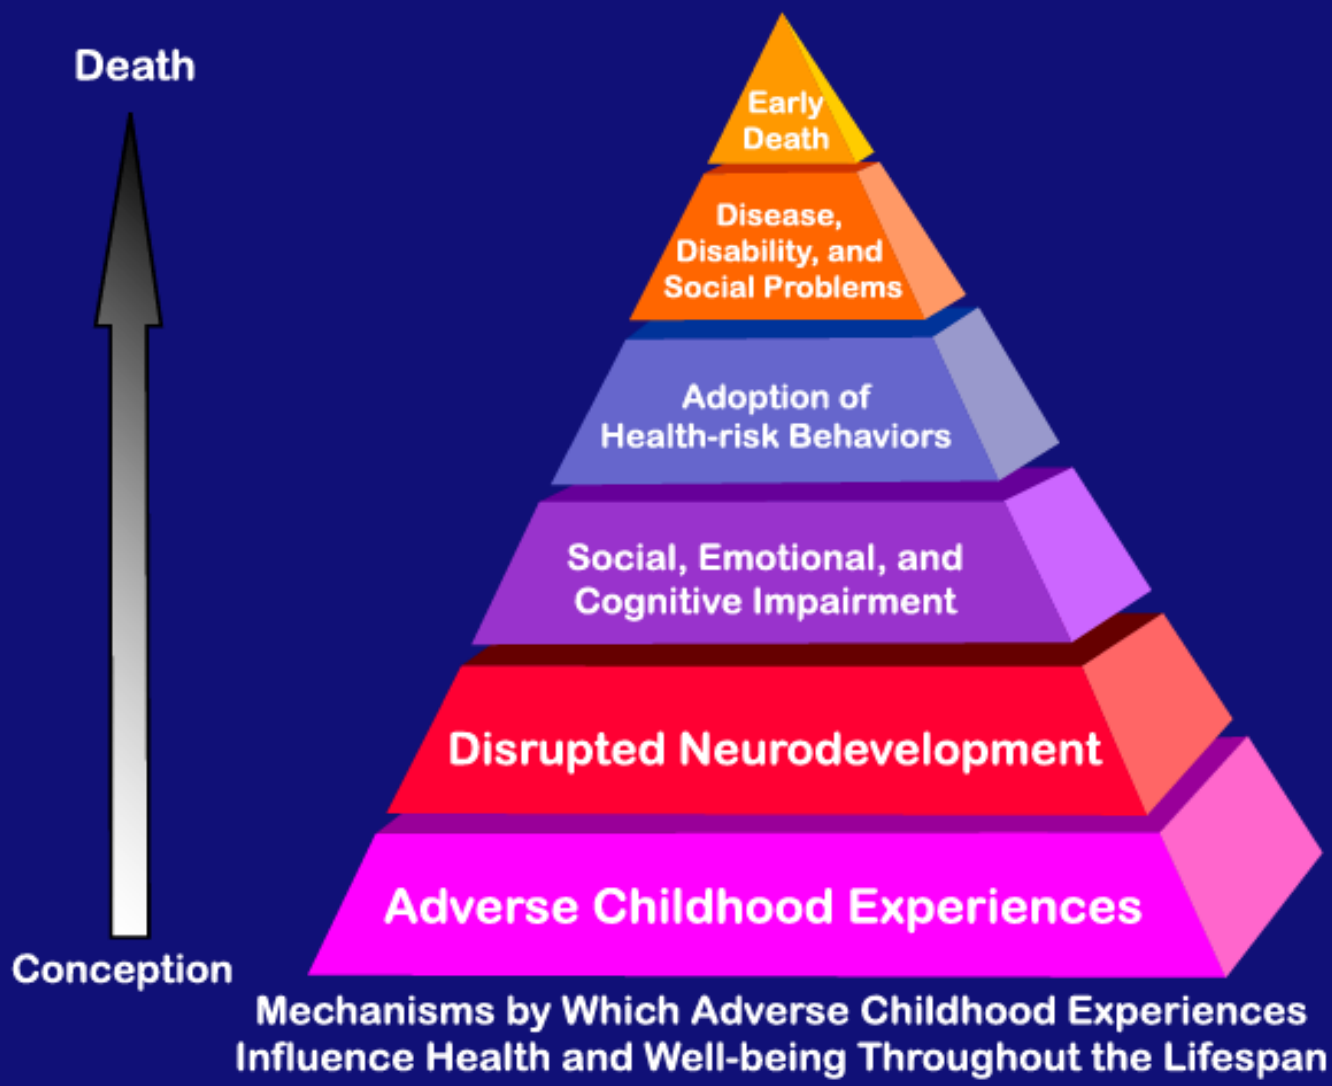 Death
Early
Death
Disease,
Disability, and
Social Problems
Adoption of
Health-risk Behaviors
Social, Emotional, and
Cognitive Impairment
Disrupted Neurodevelopment
Adverse Childhood Experiences
Conception
Mechanisms by Which Adverse Childhood Experiences
Influence Health and Well-being Throughout the Lifespan